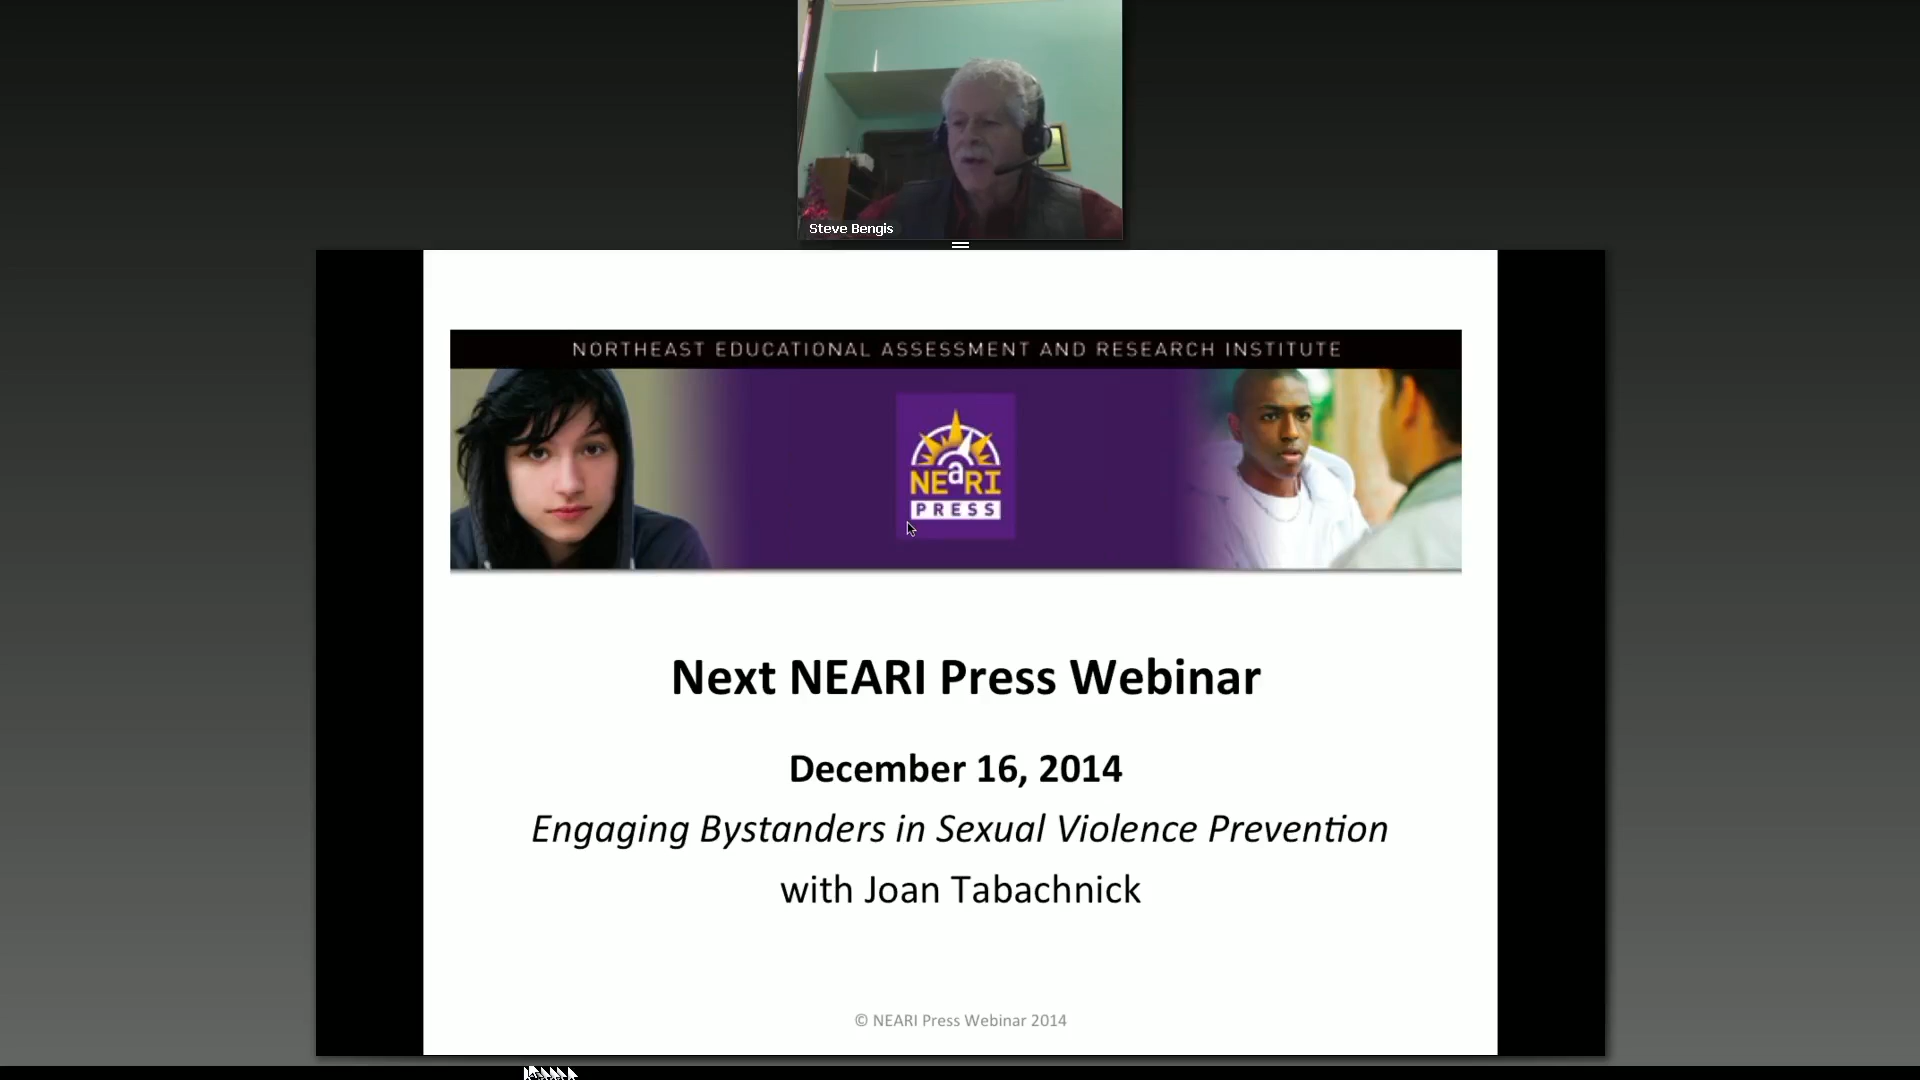 Steve Bengis
NORTHEAST EDUCATIONAL ASSESSMENT AND RESEARCH INSTITUTE
NEaRI
PRESS
Next NEARI Press Webinar
December 16, 2014
Engaging Bystanders in Sexual Violence Prevention
with Joan Tabachnick
© NEARI Press Webinar 2014